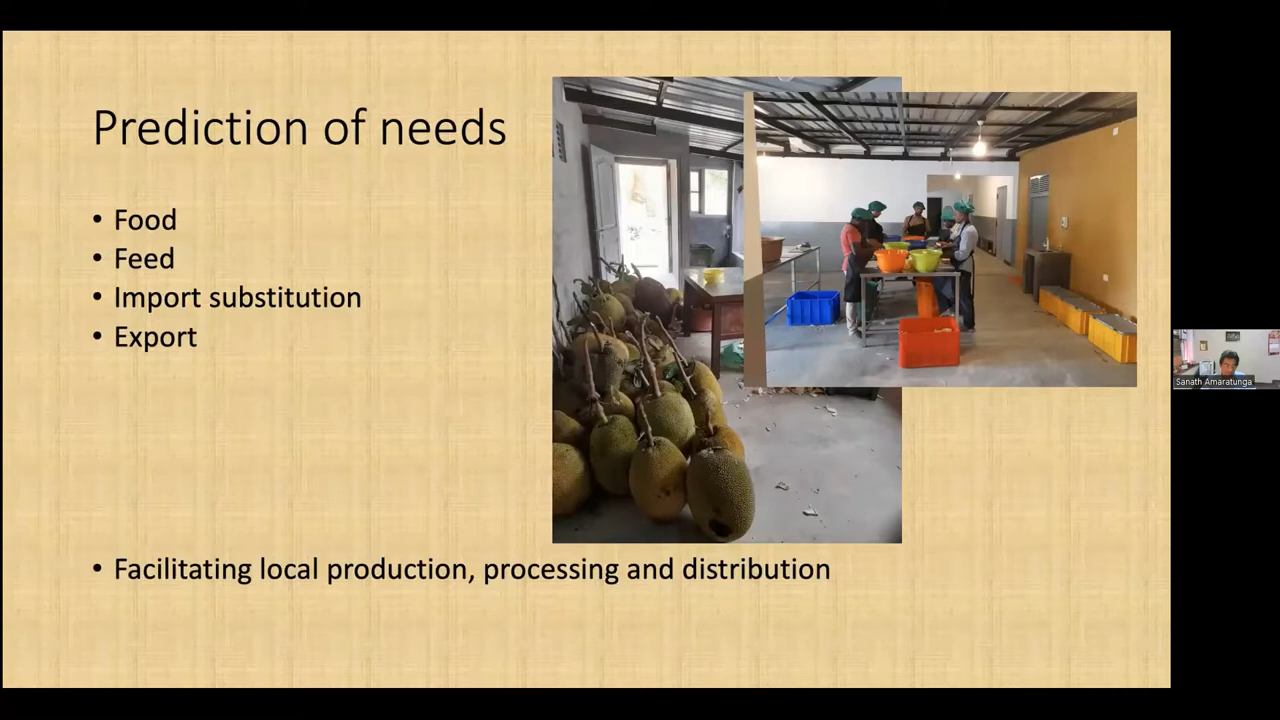 Prediction of needs
• Food
• Feed
• Import substitution
• Export
• Facilitating local production, processing and distribution
Sanath Amaratunga